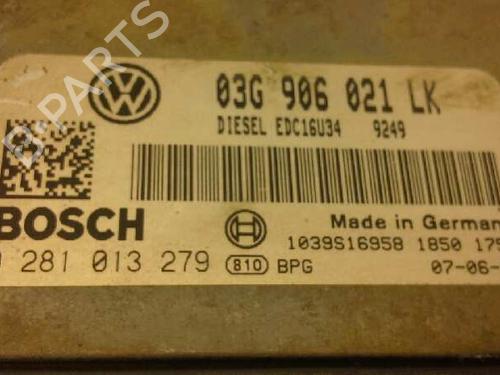 03G 906 021 LK
DIESEL EDC16U34 9249
BOSCH
Made in German
281 013 279
1039S16958 1850
810 BPG
07-06-
B PARTS